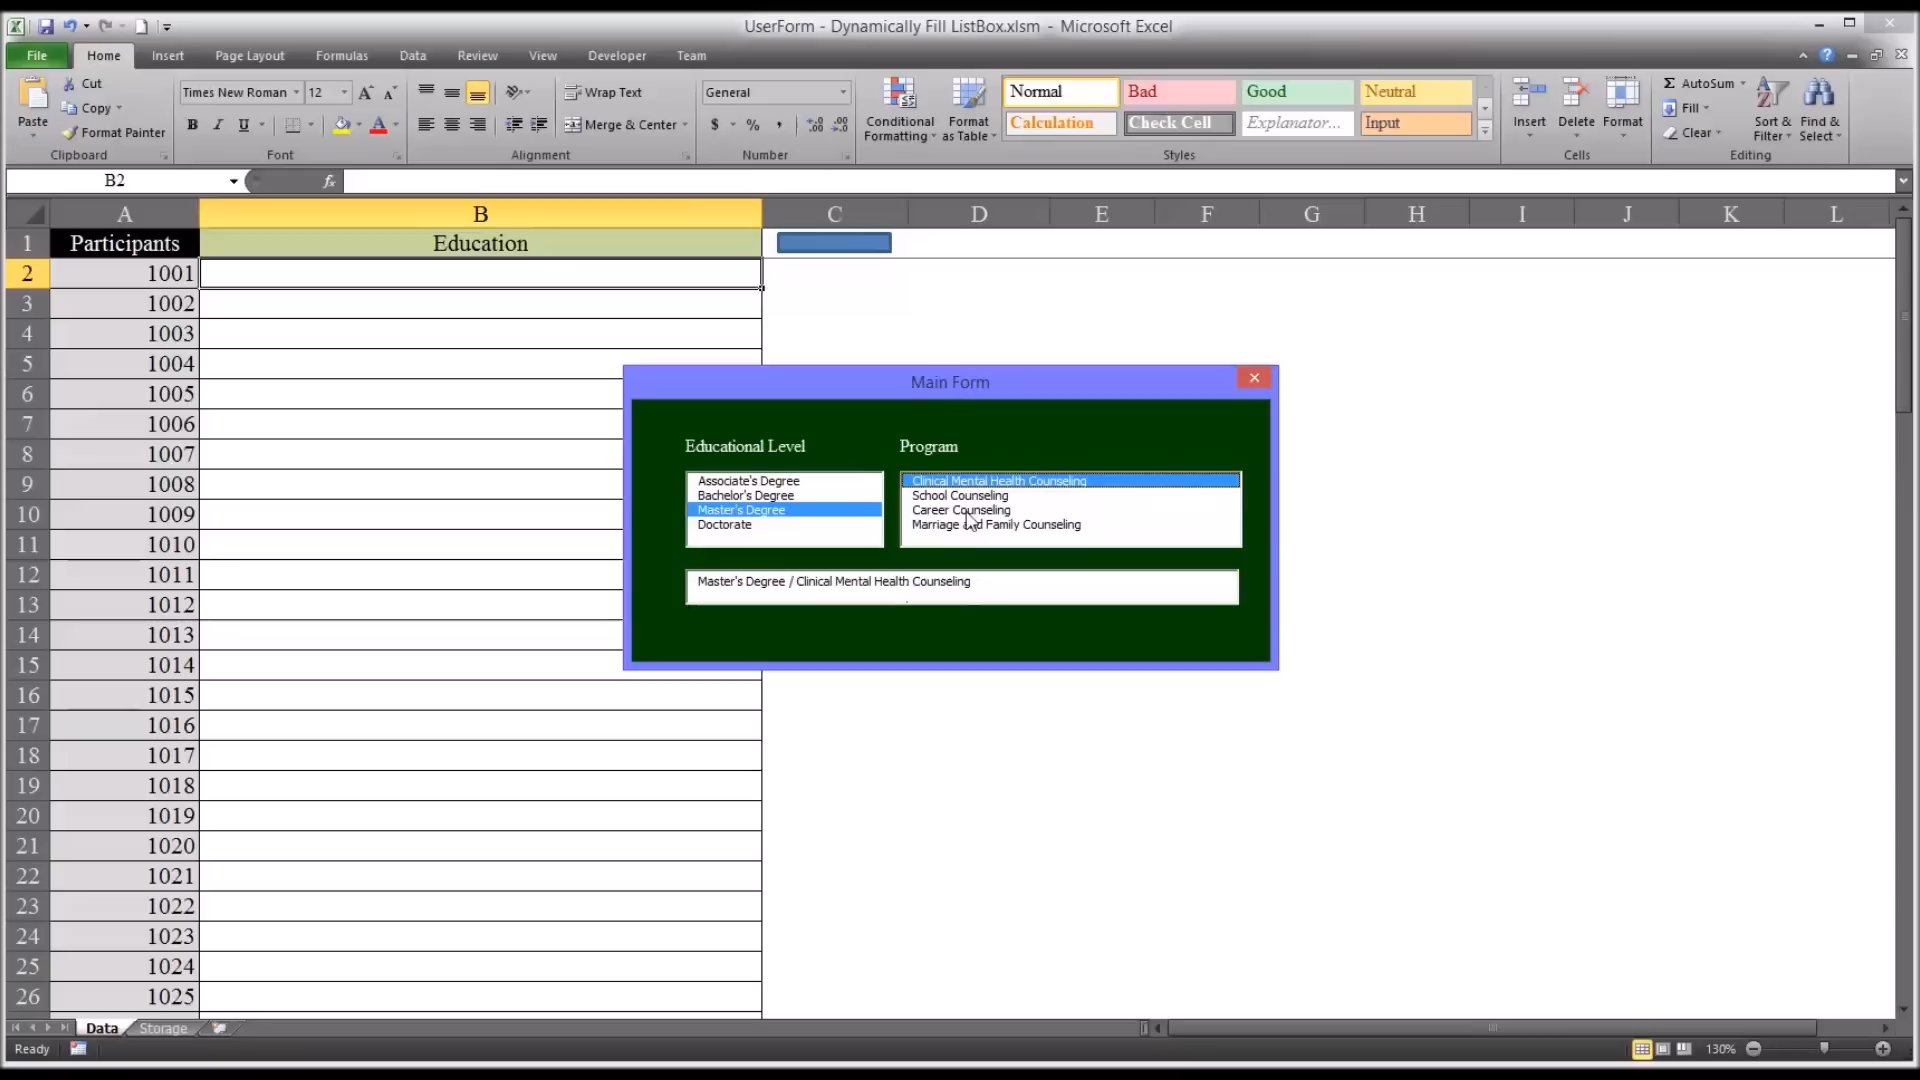 UserForm - Dynamically Fill ListBox.xlsm - Microsoft Excel
File Home Insert Page Layout Formulas Data Review View Developer Team
Paste
Cut
Copy
Format Painter
Clipboard
Times New Roman 12
B I U
Font
Wrap Text
Merge & Center
Alignment
General
$ % ,
Number
Conditional Formatting
Format as Table
Normal Bad Good Neutral
Calculation Check Cell Explanator... Input
Styles
Insert Delete Format
Cells
AutoSum
Fill
Clear
Sort & Filter
Find & Select
Editing
B2
fx
A B C D E F G H I J K L
1 Participants Education
2 1001
3 1002
4 1003
5 1004
6 1005
7 1006
8 1007
9 1008
10 1009
11 1010
12 1011
13 1012
14 1013
15 1014
16 1015
17 1016
18 1017
19 1018
20 1019
21 1020
22 1021
23 1022
24 1023
25 1024
26 1025
Main Form
Educational Level
Program
Associate's Degree
Bachelor's Degree
Master's Degree
Doctorate
Clinical Mental Health Counseling
School Counseling
Career Counseling
Marriage and Family Counseling
Master's Degree / Clinical Mental Health Counseling
Data Storage
Ready
130%